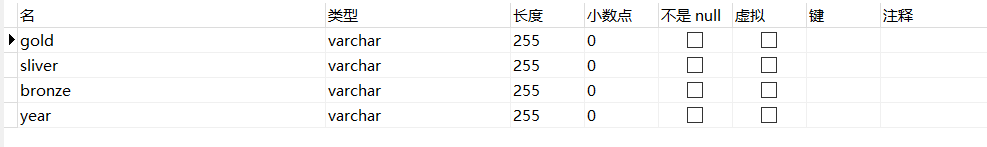 名 类型 长度 小数点 不是 null 虚拟 键 注释
gold varchar 255 0
sliver varchar 255 0
bronze varchar 255 0
year varchar 255 0